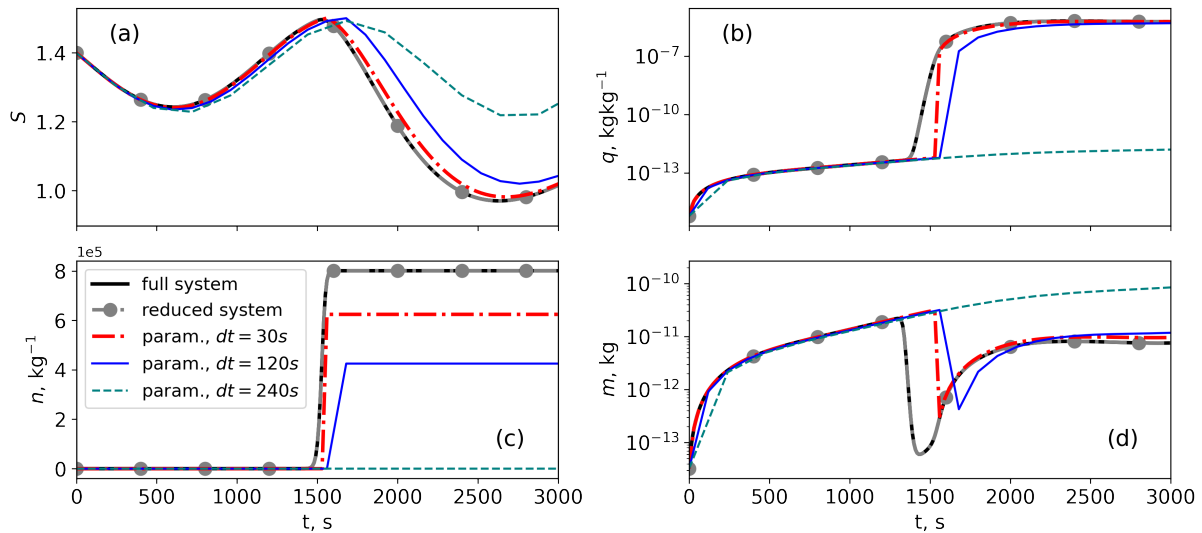 (a)
S
1.4
1.2
1.0
(b)
q, kgkg⁻¹
10⁻⁷
10⁻¹⁰
10⁻¹³
1e5
n, kg⁻¹
8
6
4
2
0
full system
reduced system
param., dt = 30s
param., dt = 120s
param., dt = 240s
(c)
0 500 1000 1500 2000 2500 3000
t, s
m, kg
10⁻¹⁰
10⁻¹¹
10⁻¹²
10⁻¹³
(d)
0 500 1000 1500 2000 2500 3000
t, s